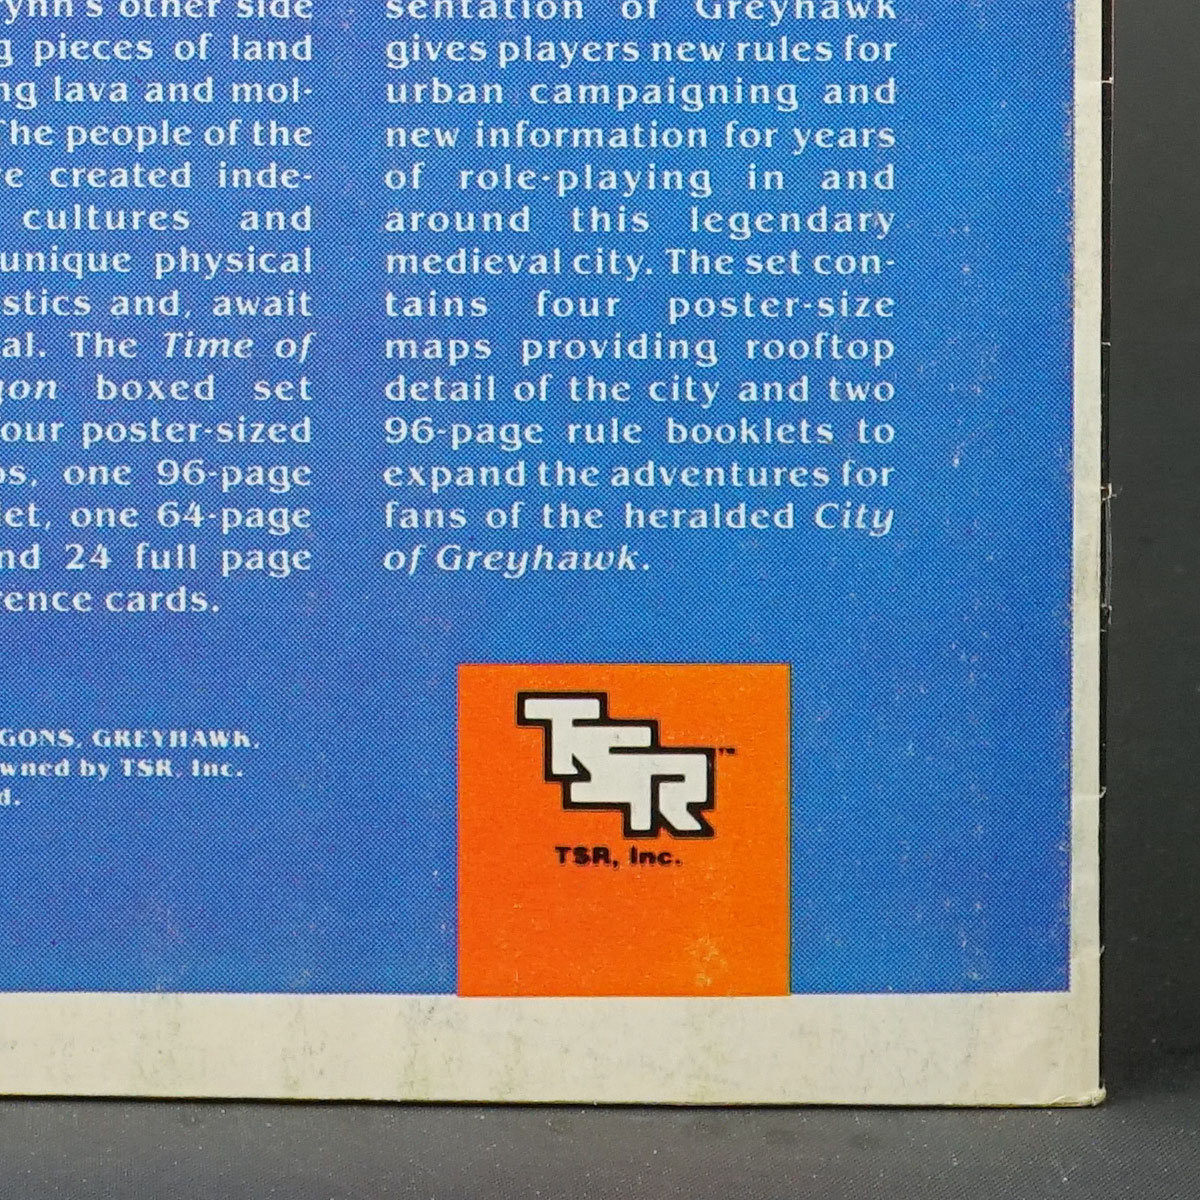 ynn's other side
g pieces of land
ng lava and mol-
The people of the
re created inde-
cultures and
unique physical
stics and, await
al. The Time of
gon boxed set
our poster-sized
ps, one 96-page
et, one 64-page
nd 24 full page
rence cards.
GONS, GREYHAWK,
wned by TSR, Inc.
d.
sentation of Greyhawk
gives players new rules for
urban campaigning and
new information for years
of role-playing in and
around this legendary
medieval city. The set con-
tains four poster-size
maps providing rooftop
detail of the city and two
96-page rule booklets to
expand the adventures for
fans of the heralded City
of Greyhawk.
TSR™
TSR, Inc.